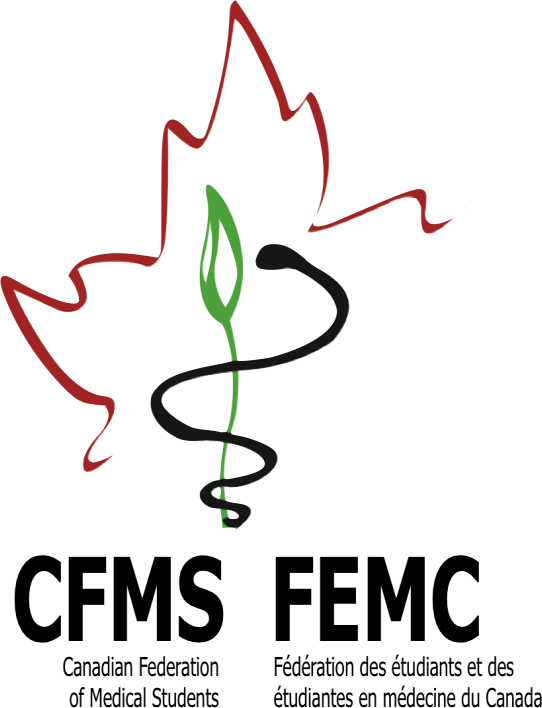 CFMS FEMC
Canadian Federation
of Medical Students
Fédération des étudiants et des
étudiantes en médecine du Canada